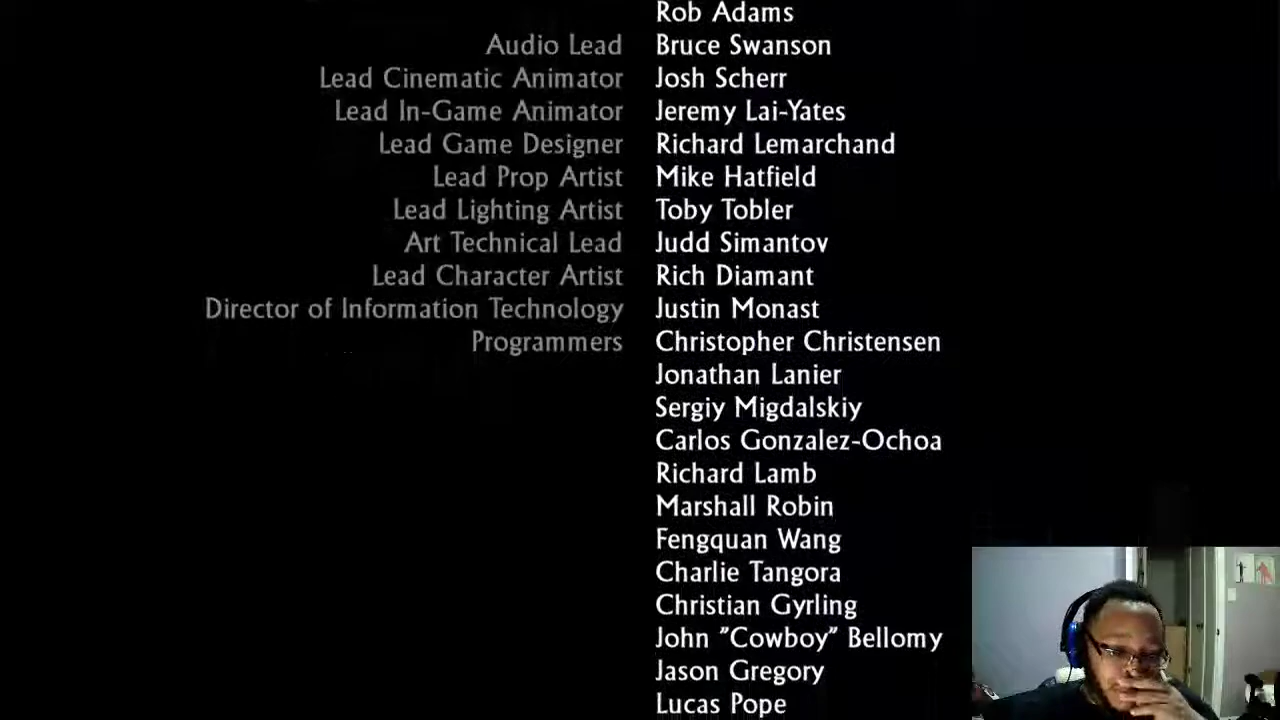 Rob Adams
Audio Lead Bruce Swanson
Lead Cinematic Animator Josh Scherr
Lead In-Game Animator Jeremy Lai-Yates
Lead Game Designer Richard Lemarchand
Lead Prop Artist Mike Hatfield
Lead Lighting Artist Toby Tobler
Art Technical Lead Judd Simantov
Lead Character Artist Rich Diamant
Director of Information Technology Justin Monast
Programmers Christopher Christensen
Jonathan Lanier
Sergiy Migdalskiy
Carlos Gonzalez-Ochoa
Richard Lamb
Marshall Robin
Fengquan Wang
Charlie Tangora
Christian Gyrling
John "Cowboy" Bellomy
Jason Gregory
Lucas Pope